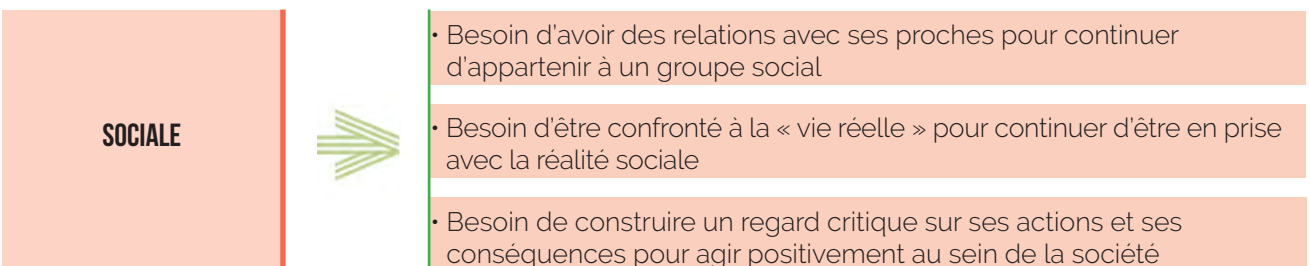 SOCIALE
• Besoin d'avoir des relations avec ses proches pour continuer
d'appartenir à un groupe social
• Besoin d'être confronté à la « vie réelle » pour continuer d'être en prise
avec la réalité sociale
• Besoin de construire un regard critique sur ses actions et ses
conséquences pour agir positivement au sein de la société